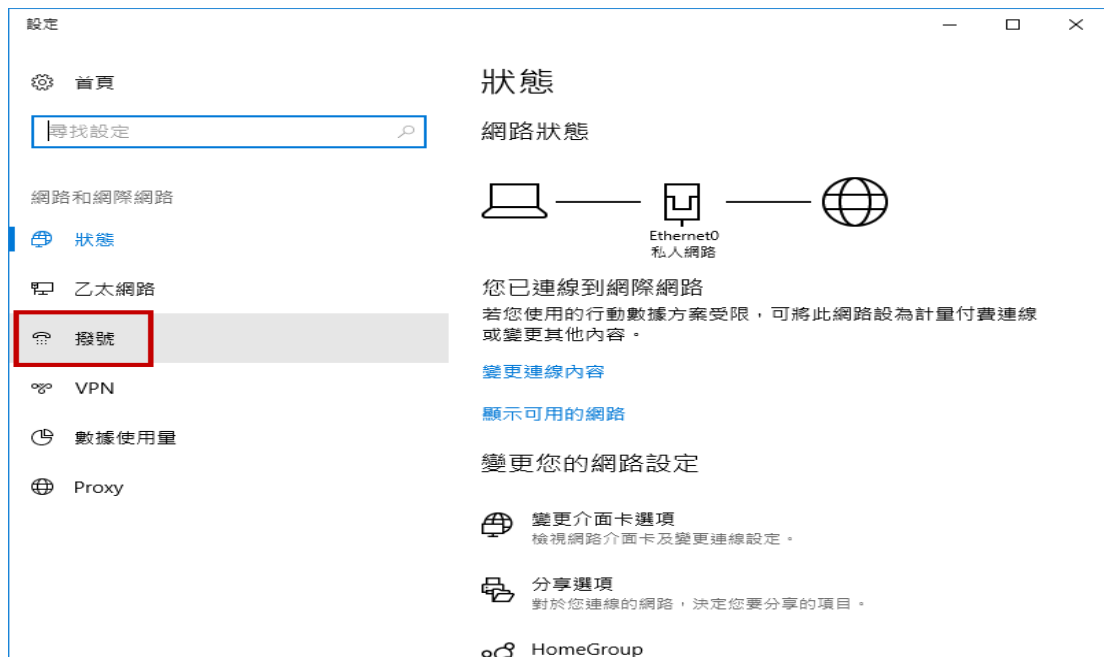 設定
首頁
尋找設定
網路和網際網路
狀態
乙太網路
撥號
VPN
數據使用量
Proxy
狀態
網路狀態
Ethernet0
私人網路
您已連線到網際網路
若您使用的行動數據方案受限，可將此網路設為計量付費連線
或變更其他內容。
變更連線內容
顯示可用的網路
變更您的網路設定
變更介面卡選項
檢視網路介面卡及變更連線設定。
分享選項
對於您連線的網路，決定您要分享的項目。
HomeGroup